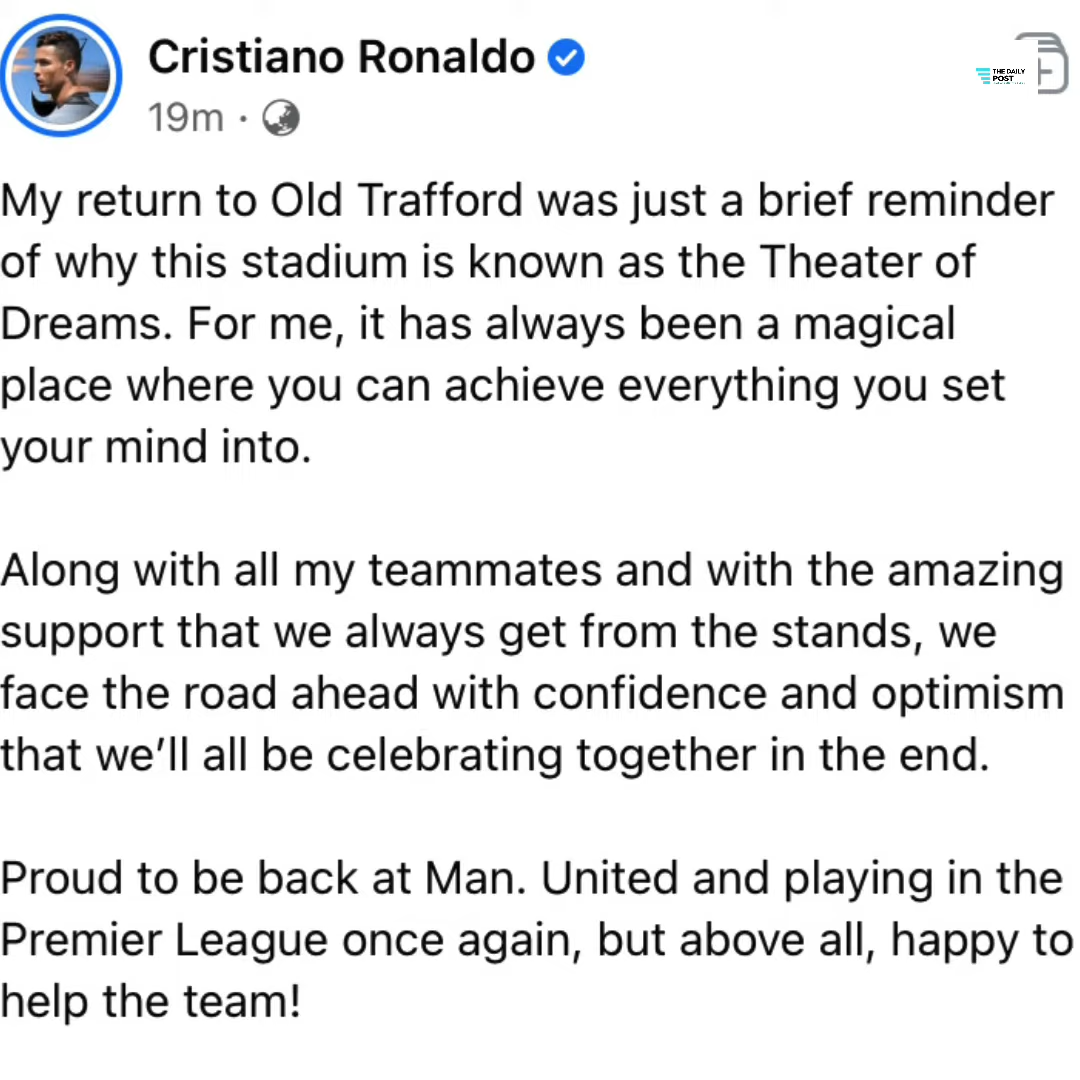 Cristiano Ronaldo
19m ·
THE DAILY
POST
My return to Old Trafford was just a brief reminder
of why this stadium is known as the Theater of
Dreams. For me, it has always been a magical
place where you can achieve everything you set
your mind into.
Along with all my teammates and with the amazing
support that we always get from the stands, we
face the road ahead with confidence and optimism
that we’ll all be celebrating together in the end.
Proud to be back at Man. United and playing in the
Premier League once again, but above all, happy to
help the team!